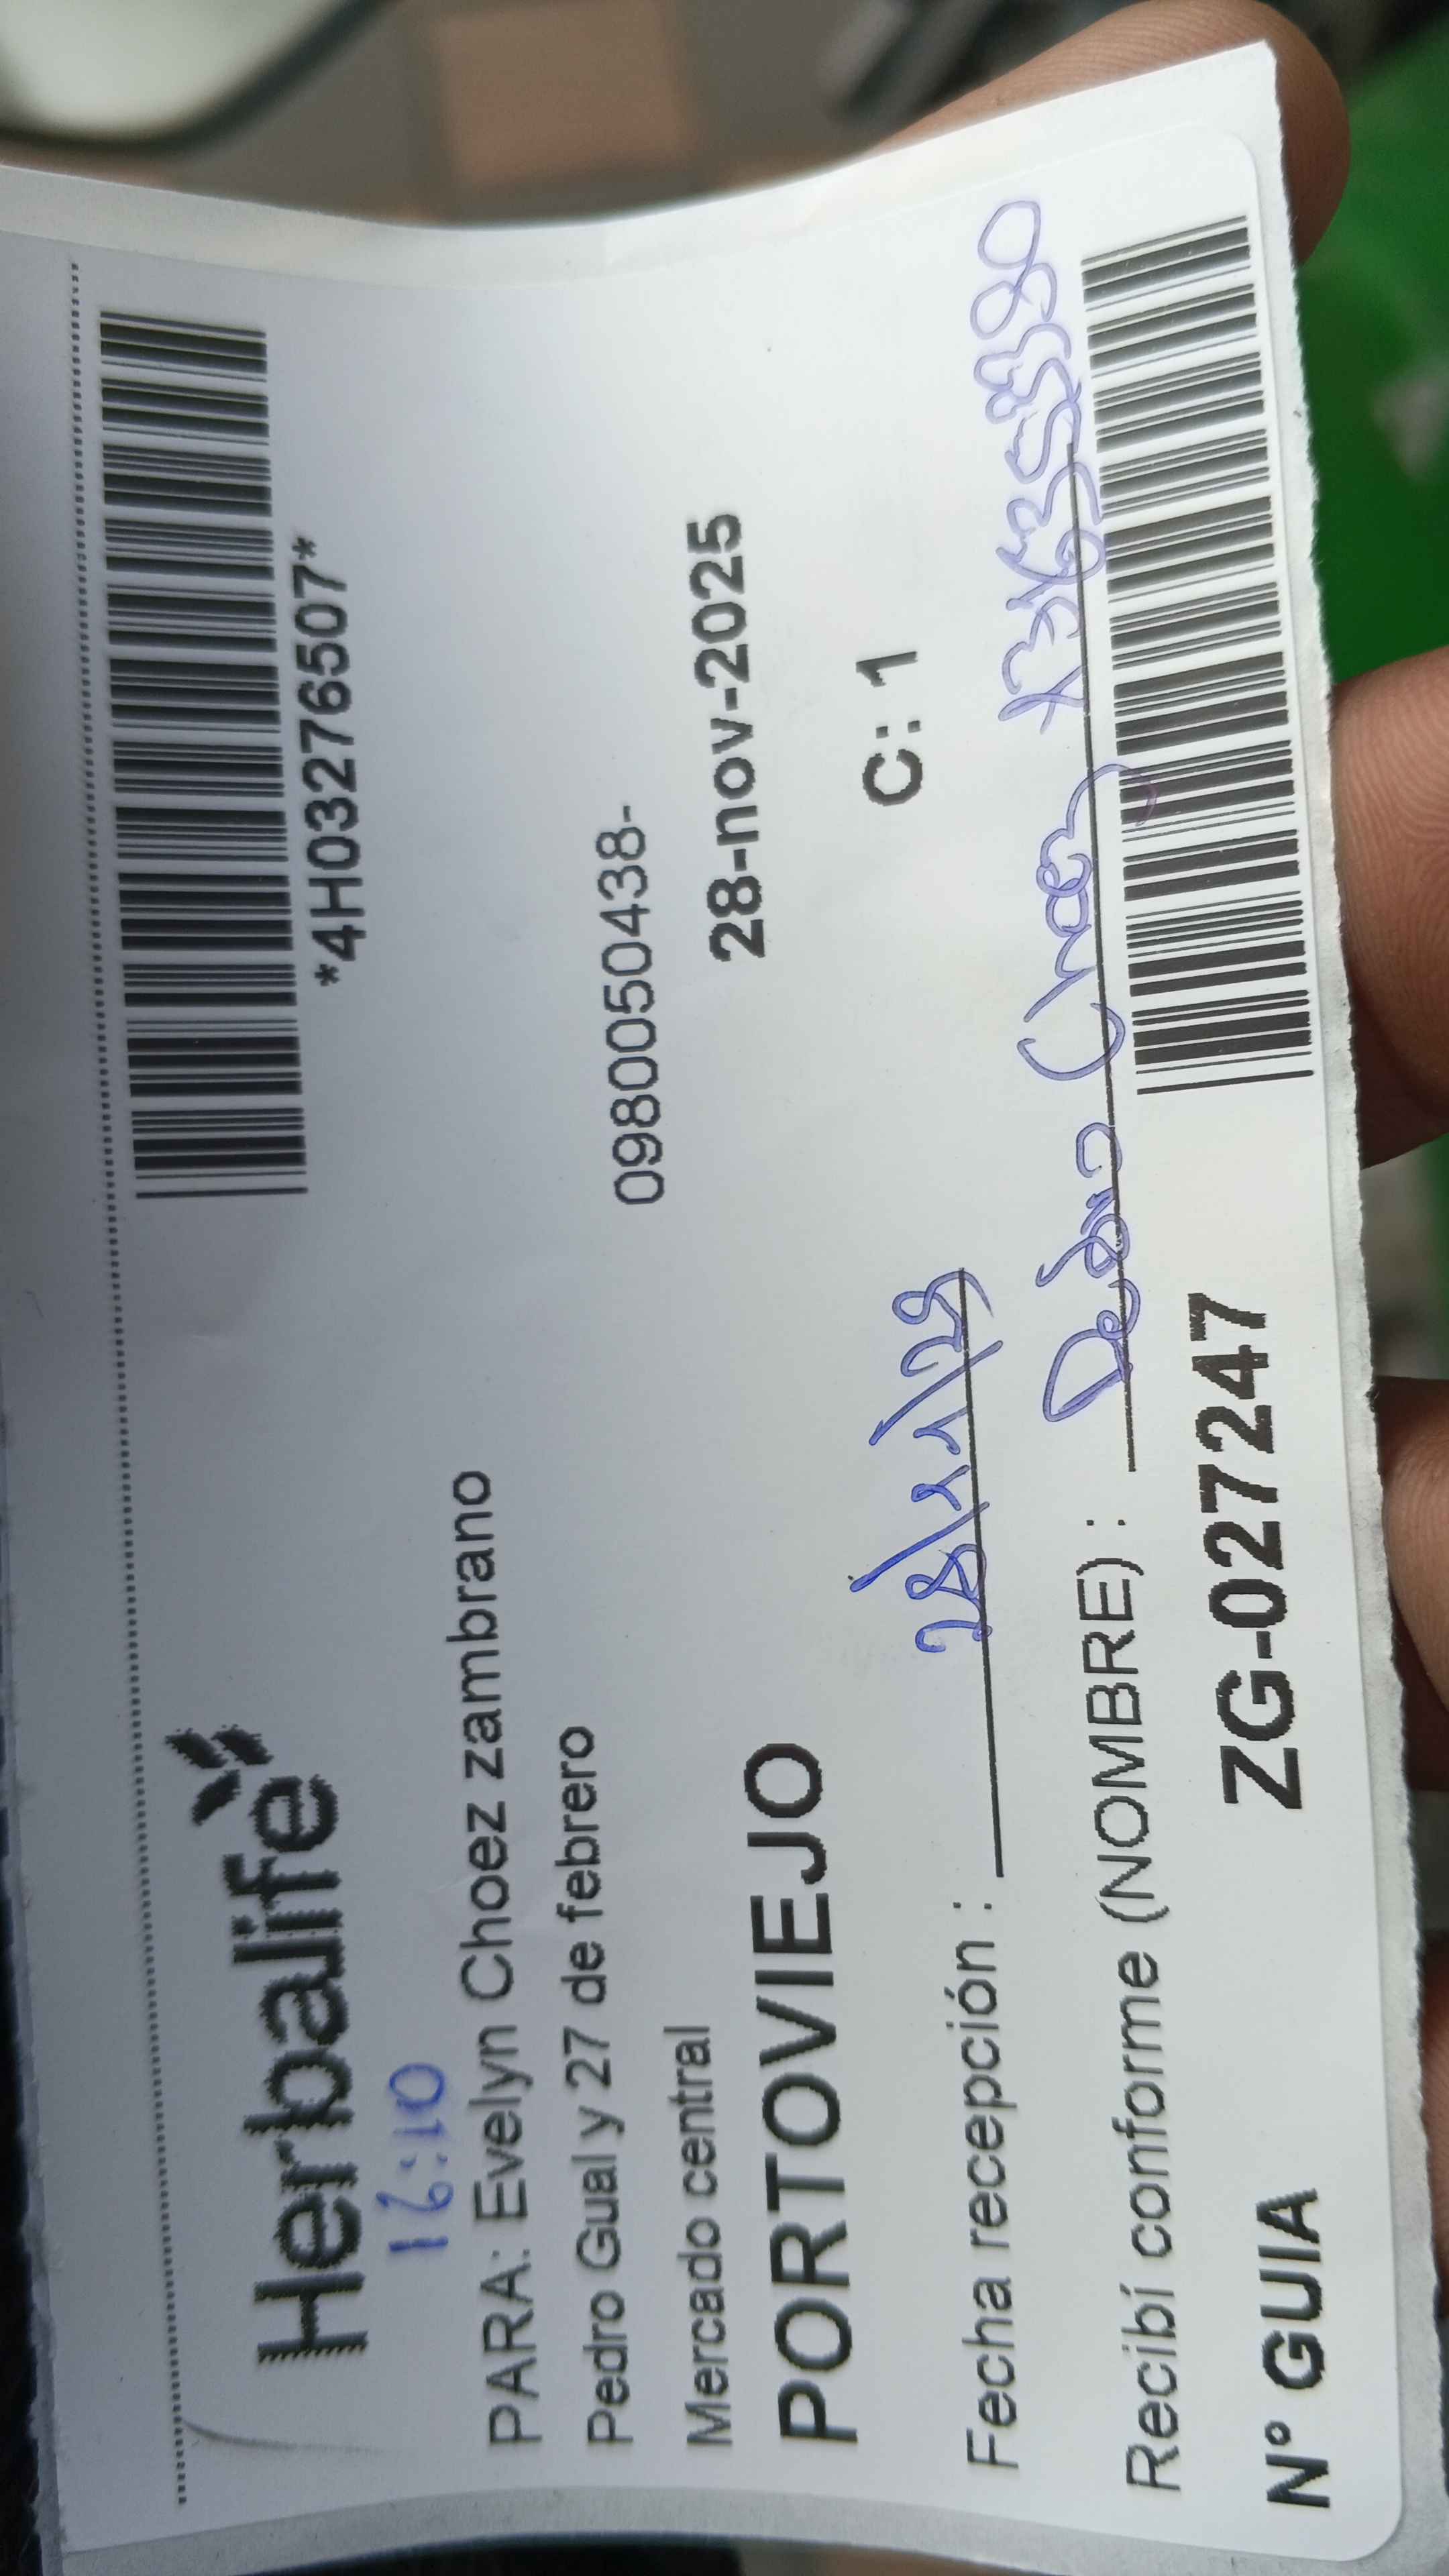 *4H03276507*
Herbalife
16:10
PARA: Evelyn Choez zambrano
Pedro Gual y 27 de febrero
0980050438-
Mercado central
28-nov-2025
PORTOVIEJO
C: 1
Fecha recepción : 28/11/25
Recibí conforme (NOMBRE) :
N° GUIA ZG-027247